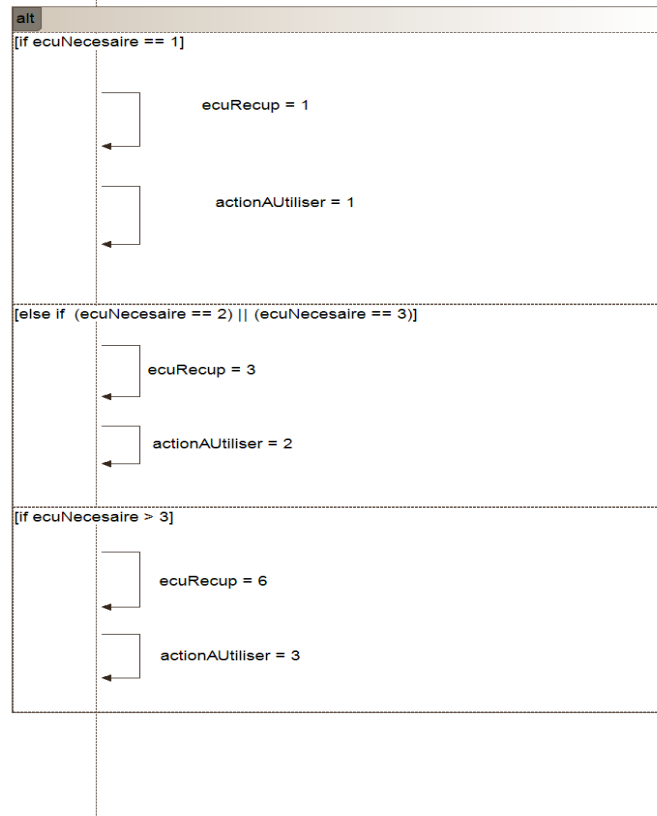 alt
[if ecuNecesaire == 1]
ecuRecup = 1
actionAUtiliser = 1
[else if  (ecuNecesaire == 2) || (ecuNecesaire == 3)]
ecuRecup = 3
actionAUtiliser = 2
[if ecuNecesaire > 3]
ecuRecup = 6
actionAUtiliser = 3